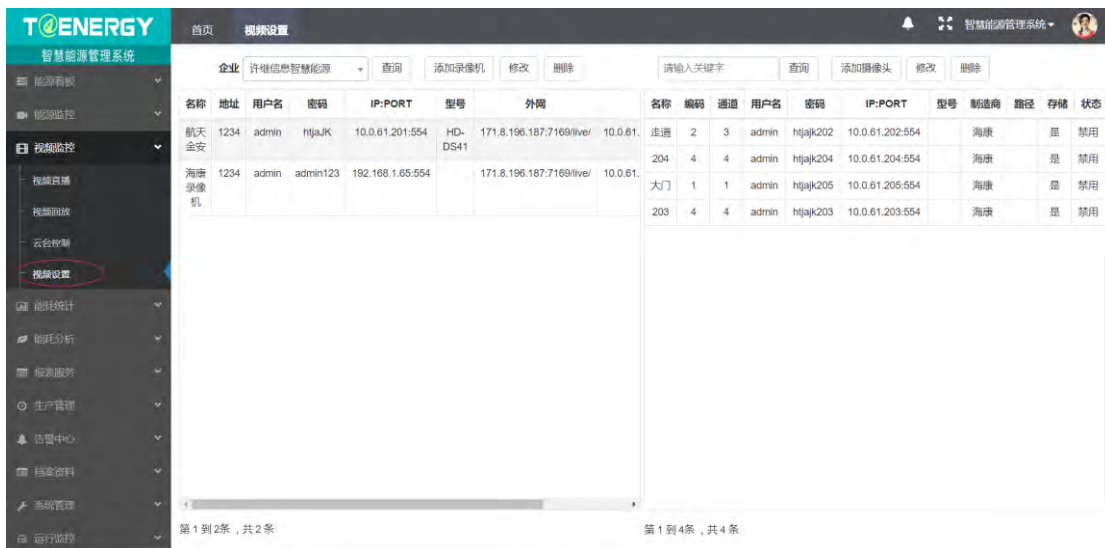 T@ENERGY
智慧能源管理系统
首页 视频设置 智慧能源管理系统
能源看板
能源监控
视频监控
视频直播
视频回放
云台控制
视频设置
能耗统计
能耗分析
报表服务
生产管理
告警中心
档案资料
系统管理
运行监控
企业 许继信息智慧能源 查询 添加录像机 修改 删除
名称 地址 用户名 密码 IP:PORT 型号 外网
航天金安 1234 admin htjaJK 10.0.61.201:554 HD-DS41 171.8.196.187:7169/live/ 10.0.61.
海康录像机 1234 admin admin123 192.168.1.65:554 171.8.196.187:7169/live/ 10.0.61.
第1到2条，共2条
请输入关键字 查询 添加摄像头 修改 删除
名称 编码 通道 用户名 密码 IP:PORT 型号 制造商 路径 存储 状态
走道 2 3 admin htjajk202 10.0.61.202:554 海康 是 禁用
204 4 4 admin htjajk204 10.0.61.204:554 海康 是 禁用
大门 1 1 admin htjajk205 10.0.61.205:554 海康 是 禁用
203 4 4 admin htjajk203 10.0.61.203:554 海康 是 禁用
第1到4条，共4条